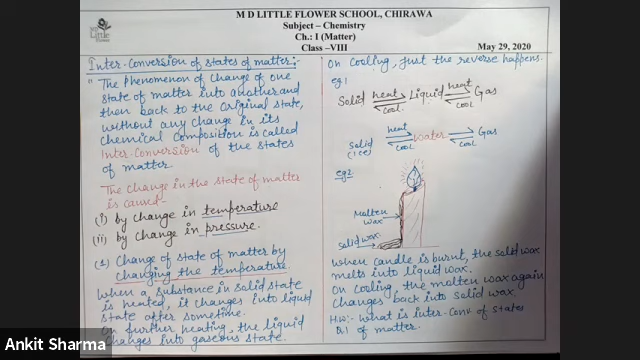 M D LITTLE FLOWER SCHOOL, CHIRAWA
Subject – Chemistry
Ch.: I (Matter)
Class –VIII
May 29, 2020
M D
Little
Flower
Inter-Conversion of states of matter:-
The phenomenon of change of one
state of matter into another and
then back to the original state,
without any change in its
chemical composition is called
Inter-Conversion of the states
of matter.
The change in the state of matter
is caused-
(i) by change in temperature
(ii) by change in pressure.
(1) Change of state of matter by
changing the temperature.
When a substance in solid state
is heated, it changes into liquid
state after sometime.
On further heating, the liquid
changes into gaseous state.
On cooling, just the reverse happens.
eg 1
heat heat
Solid Liquid Gas
Cool Cool
heat
Solid water Gas
(ice) Cool Cool
eg 2
Molten
wax
Solid wax
When candle is burnt, the solid wax
melts into liquid wax.
On cooling, the molten wax again
changes back into solid wax.
H.W:- What is inter-conv. of states
Q.1 of matter.
Ankit Sharma